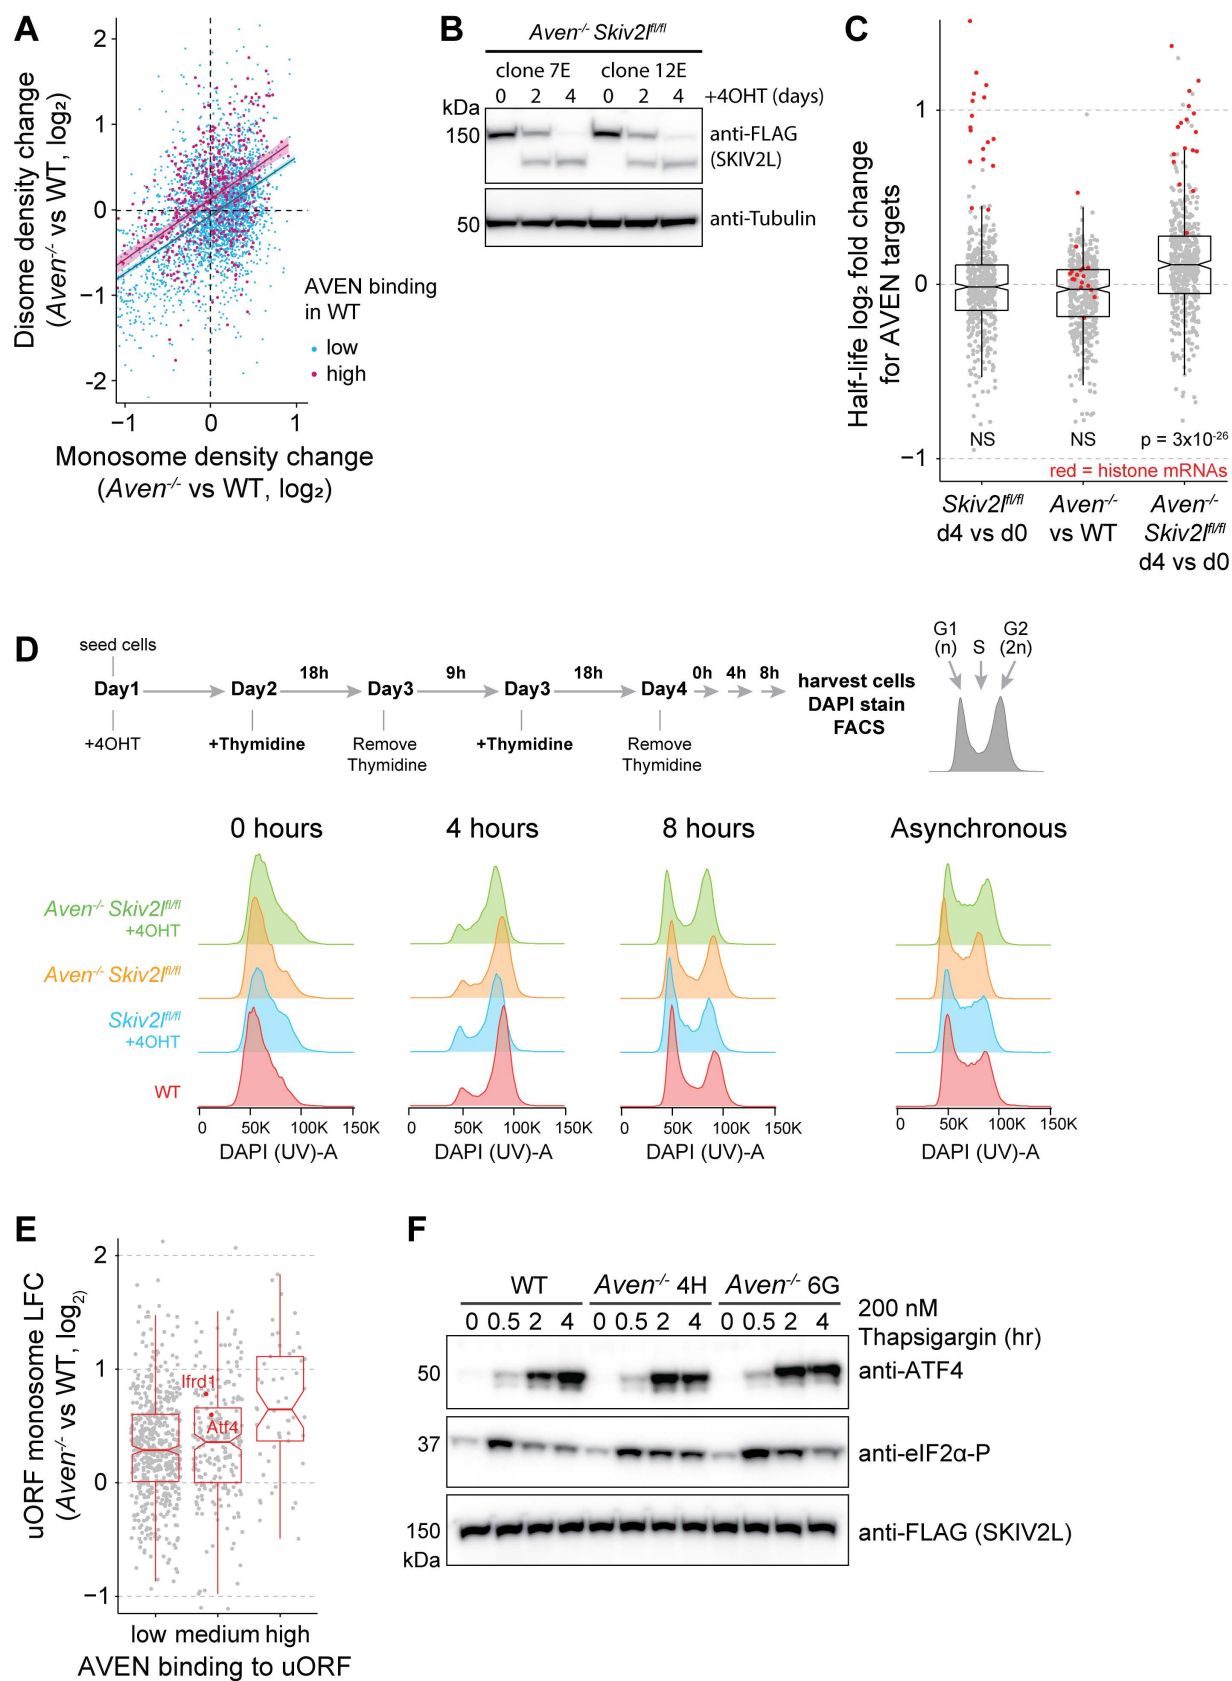 A
Disome density change
(Aven-/- vs WT, log₂)
2
1
0
−1
-2
−1
0
1
Monosome density change
(Aven-/- vs WT, log₂)
AVEN binding
in WT
low
high
B
Aven-/- Skiv2lfl/fl
clone 7E clone 12E
0 2 4 0 2 4 +4OHT (days)
kDa
150
anti-FLAG
(SKIV2L)
50
anti-Tubulin
C
Half-life log₂ fold change
for AVEN targets
1
0
−1
NS NS p = 3x10-26
red = histone mRNAs
Skiv2lfl/fl
d4 vs d0
Aven-/-
vs WT
Aven-/-
Skiv2lfl/fl
d4 vs d0
D
seed cells
Day1 Day2 18h Day3 9h Day3 18h Day4 0h 4h 8h
+4OHT
+Thymidine
Remove
Thymidine
+Thymidine
Remove
Thymidine
harvest cells
DAPI stain
FACS
G1
(n)
S
G2
(2n)
0 hours 4 hours 8 hours Asynchronous
Aven-/- Skiv2lfl/fl
+4OHT
Aven-/- Skiv2lfl/fl
Skiv2lfl/fl
+4OHT
WT
0 50K 100K 150K
DAPI (UV)-A
0 50K 100K 150K
DAPI (UV)-A
0 50K 100K 150K
DAPI (UV)-A
0 50K 100K 150K
DAPI (UV)-A
E
uORF monosome LFC
(Aven-/- vs WT, log2)
2
1
0
−1
Ifrd1
Atf4
low medium high
AVEN binding to uORF
F
WT Aven-/- 4H Aven-/- 6G
0 0.5 2 4 0 0.5 2 4 0 0.5 2 4
200 nM
Thapsigargin (hr)
50
anti-ATF4
37
anti-eIF2α-P
150
kDa
anti-FLAG (SKIV2L)